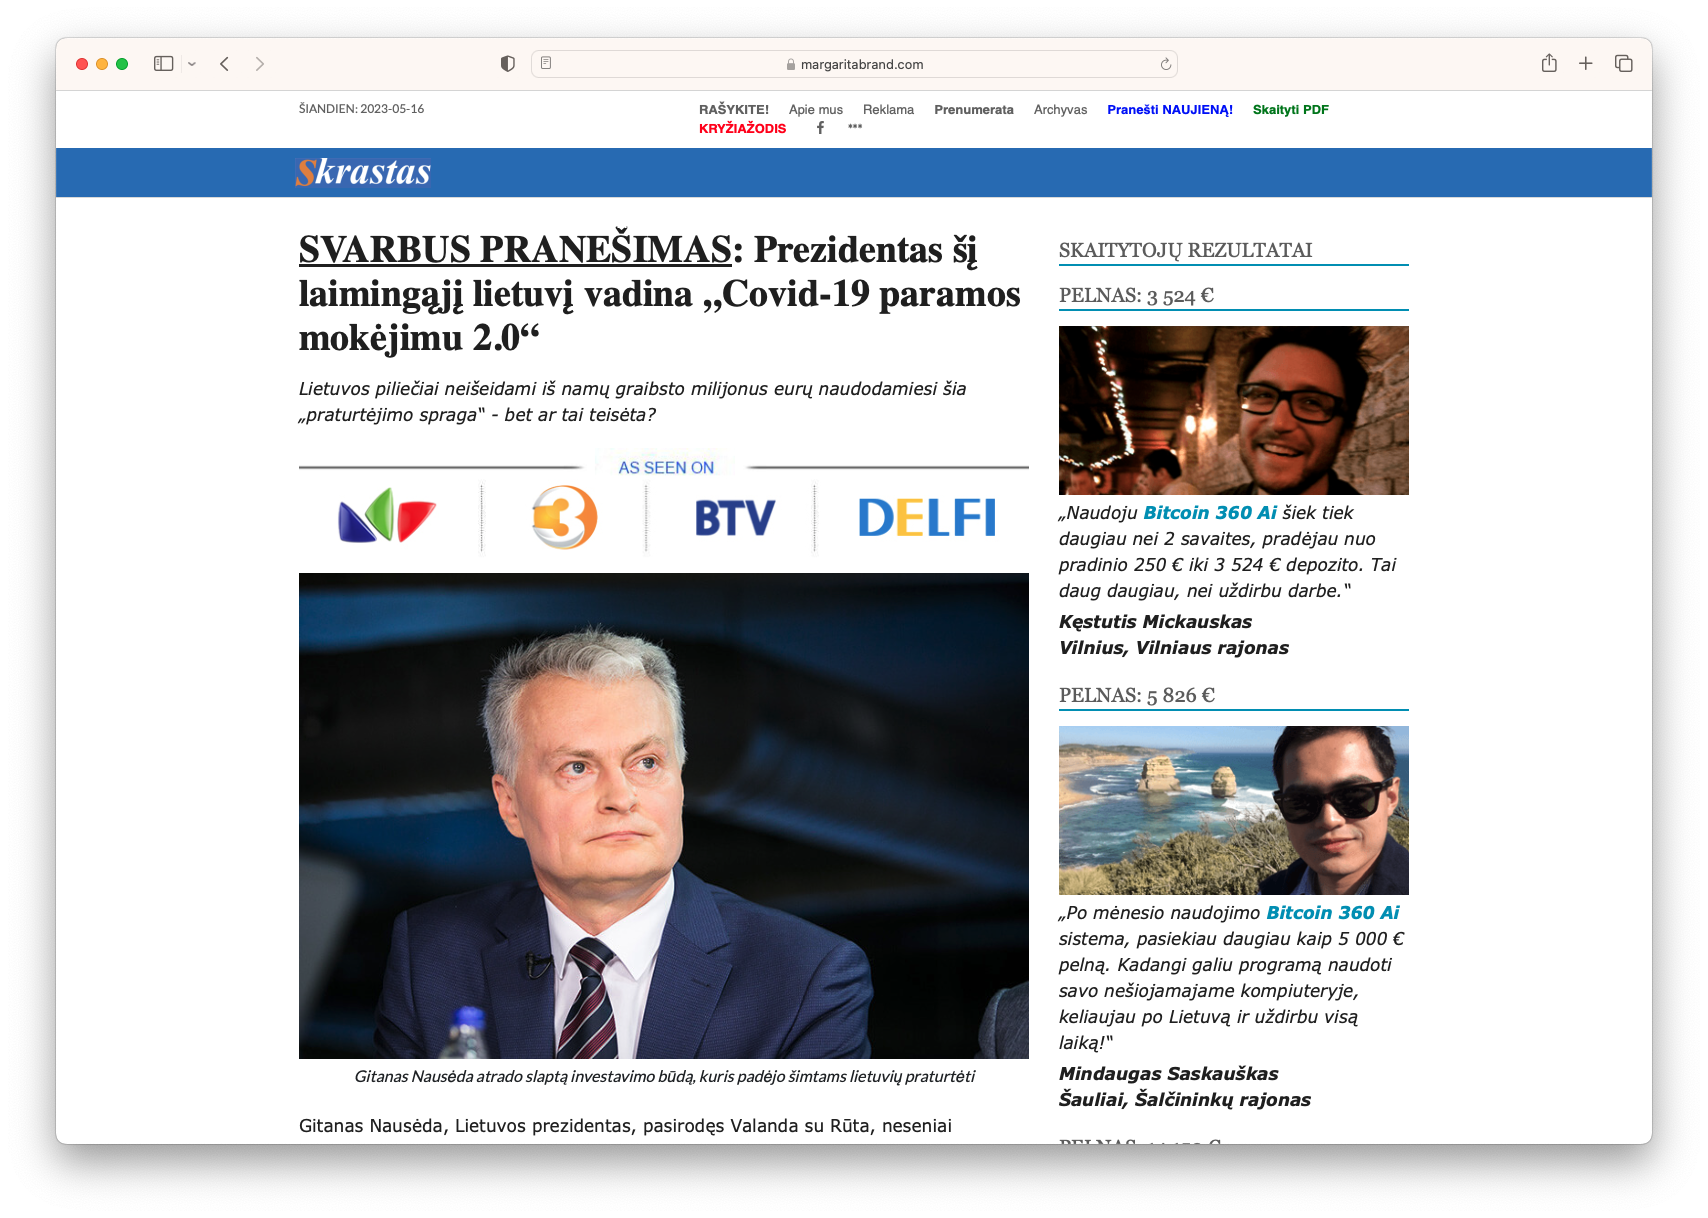 margaritabrand.com
ŠIANDIEN: 2023-05-16
RAŠYKITE! Apie mus Reklama Prenumerata Archyvas Pranešti NAUJIENĄ! Skaityti PDF
KRYŽIAŽODIS f ***
Skrastas
SVARBUS PRANEŠIMAS: Prezidentas šį
laimingąjį lietuvį vadina „Covid-19 paramos
mokėjimu 2.0“
Lietuvos piliečiai neišeidami iš namų graibsto milijonus eurų naudodamiesi šia
„praturtėjimo spraga“ - bet ar tai teisėta?
AS SEEN ON
3 BTV DELFI
Gitanas Nausėda atrado slaptą investavimo būdą, kuris padėjo šimtams lietuvių praturtėti
Gitanas Nausėda, Lietuvos prezidentas, pasirodęs Valanda su Rūta, neseniai
SKAITYTOJŲ REZULTATAI
PELNAS: 3 524 €
„Naudoju Bitcoin 360 Ai šiek tiek
daugiau nei 2 savaites, pradėjau nuo
pradinio 250 € iki 3 524 € depozito. Tai
daug daugiau, nei uždirbu darbe.“
Kęstutis Mickauskas
Vilnius, Vilniaus rajonas
PELNAS: 5 826 €
„Po mėnesio naudojimo Bitcoin 360 Ai
sistema, pasiekiau daugiau kaip 5 000 €
pelną. Kadangi galiu programą naudoti
savo nešiojamajame kompiuteryje,
keliaujau po Lietuvą ir uždirbu visą
laiką!“
Mindaugas Saskauškas
Šauliai, Šalčininkų rajonas
PELNAS: